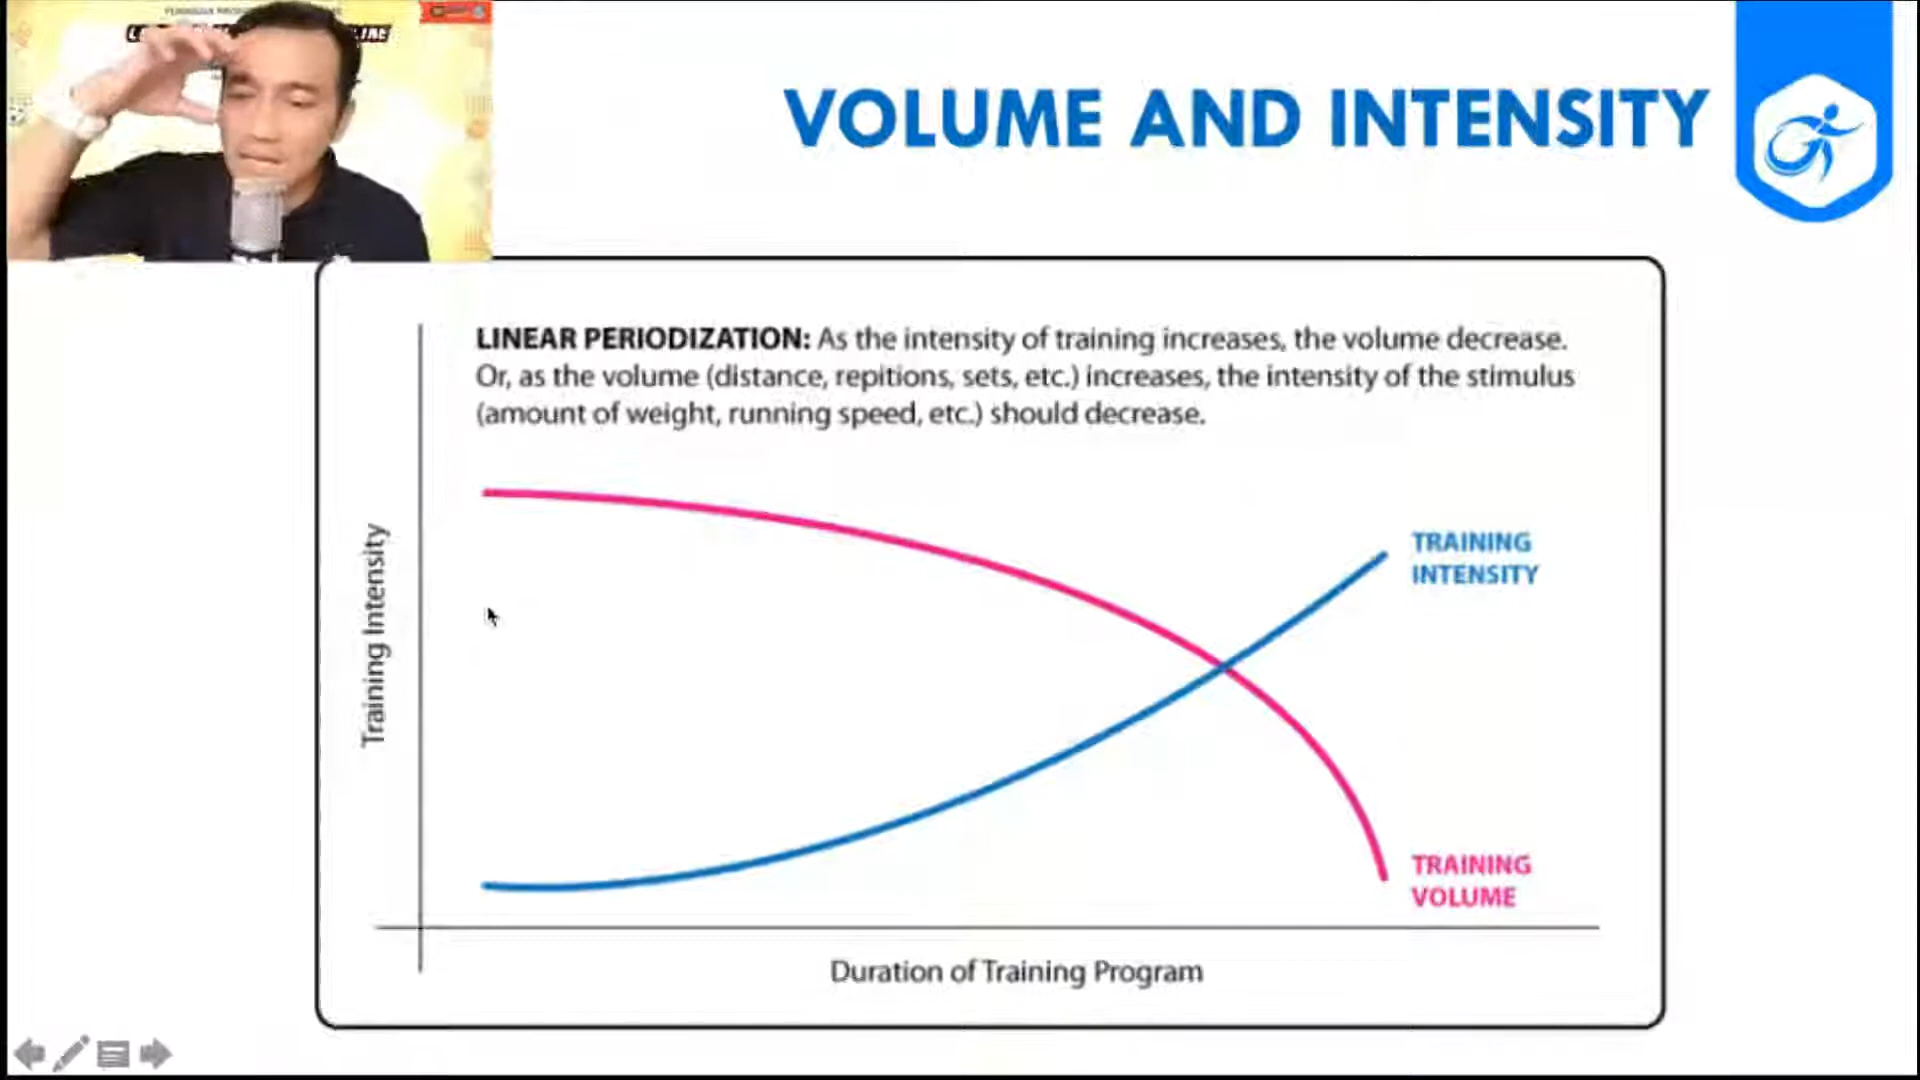 VOLUME AND INTENSITY
LINEAR PERIODIZATION: As the intensity of training increases, the volume decrease.
Or, as the volume (distance, repitions, sets, etc.) increases, the intensity of the stimulus
(amount of weight, running speed, etc.) should decrease.
Training Intensity
TRAINING
INTENSITY
TRAINING
VOLUME
Duration of Training Program